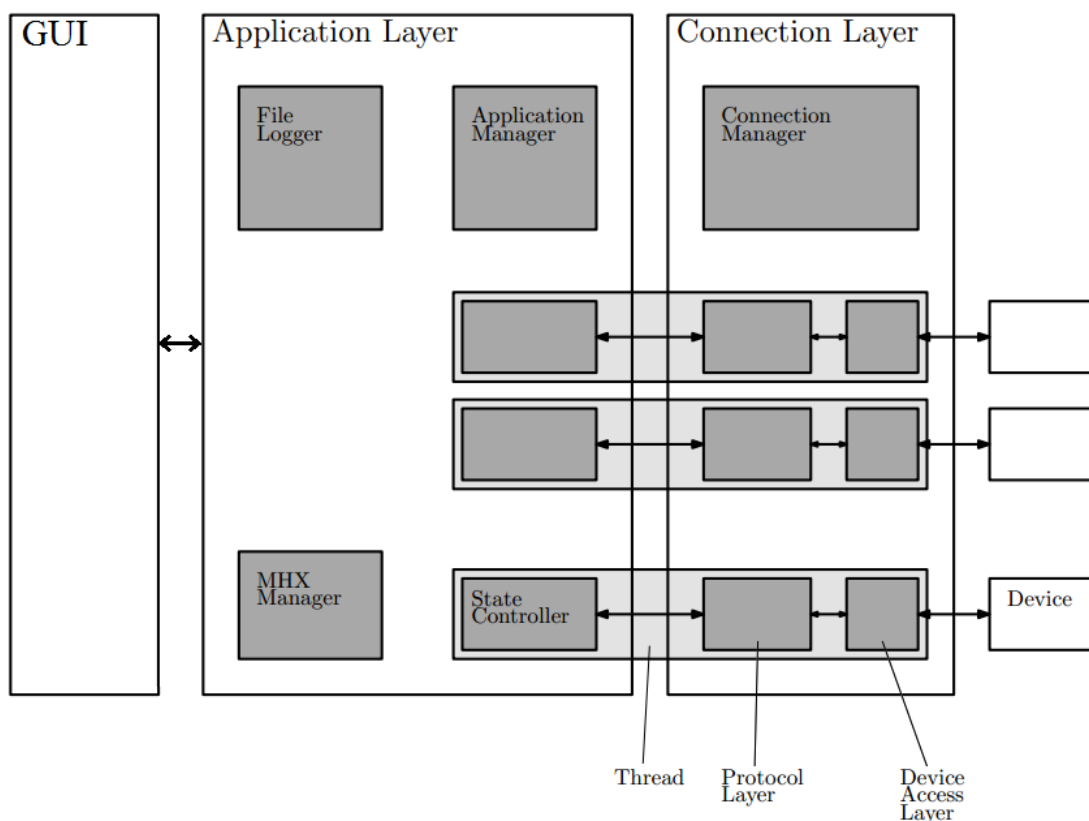 GUI
Application Layer
Connection Layer
File
Logger
Application
Manager
Connection
Manager
MHX
Manager
State
Controller
Device
Thread
Protocol
Layer
Device
Access
Layer